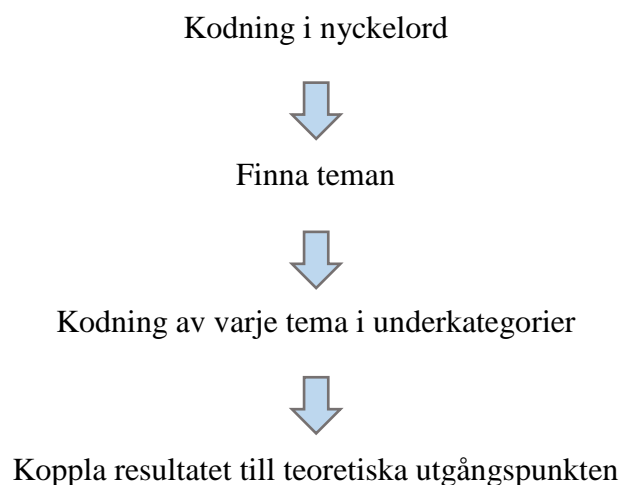 Kodning i nyckelord
Finna teman
Kodning av varje tema i underkategorier
Koppla resultatet till teoretiska utgångspunkten